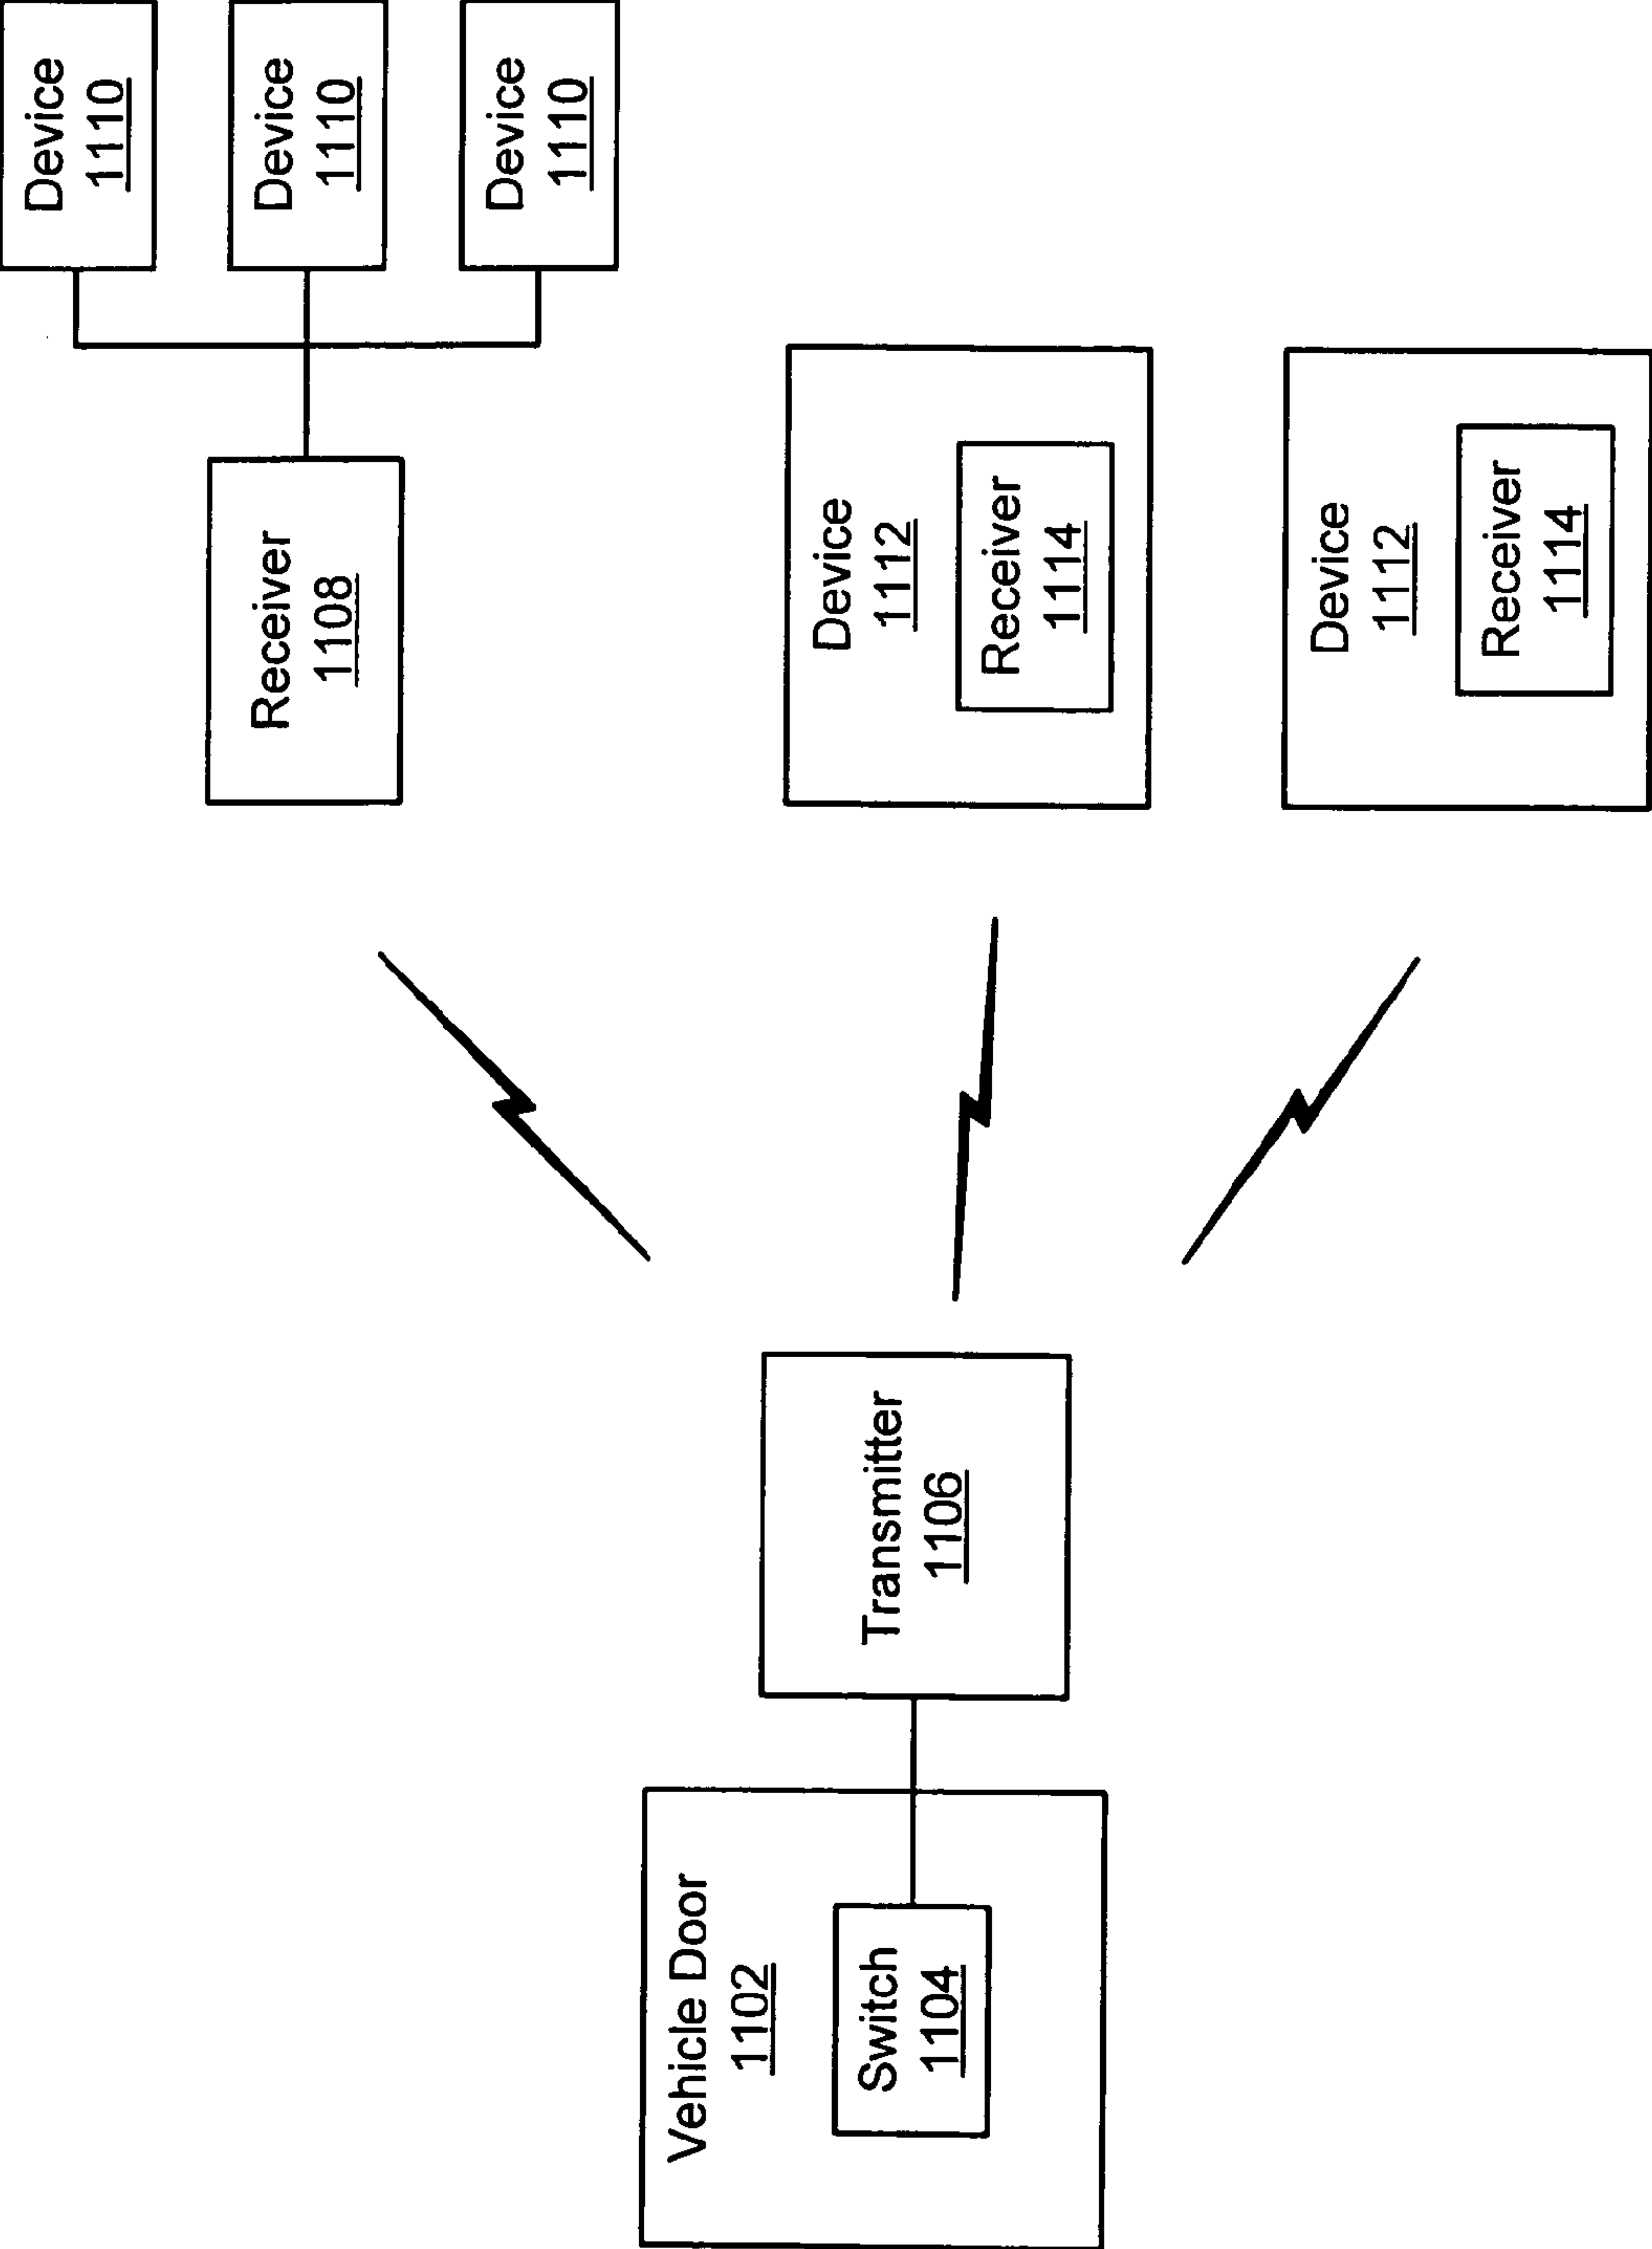 Vehicle Door
1102
Switch
1104
Transmitter
1106
Receiver
1108
Device
1110
Device
1110
Device
1110
Device
1112
Receiver
1114
Device
1112
Receiver
1114